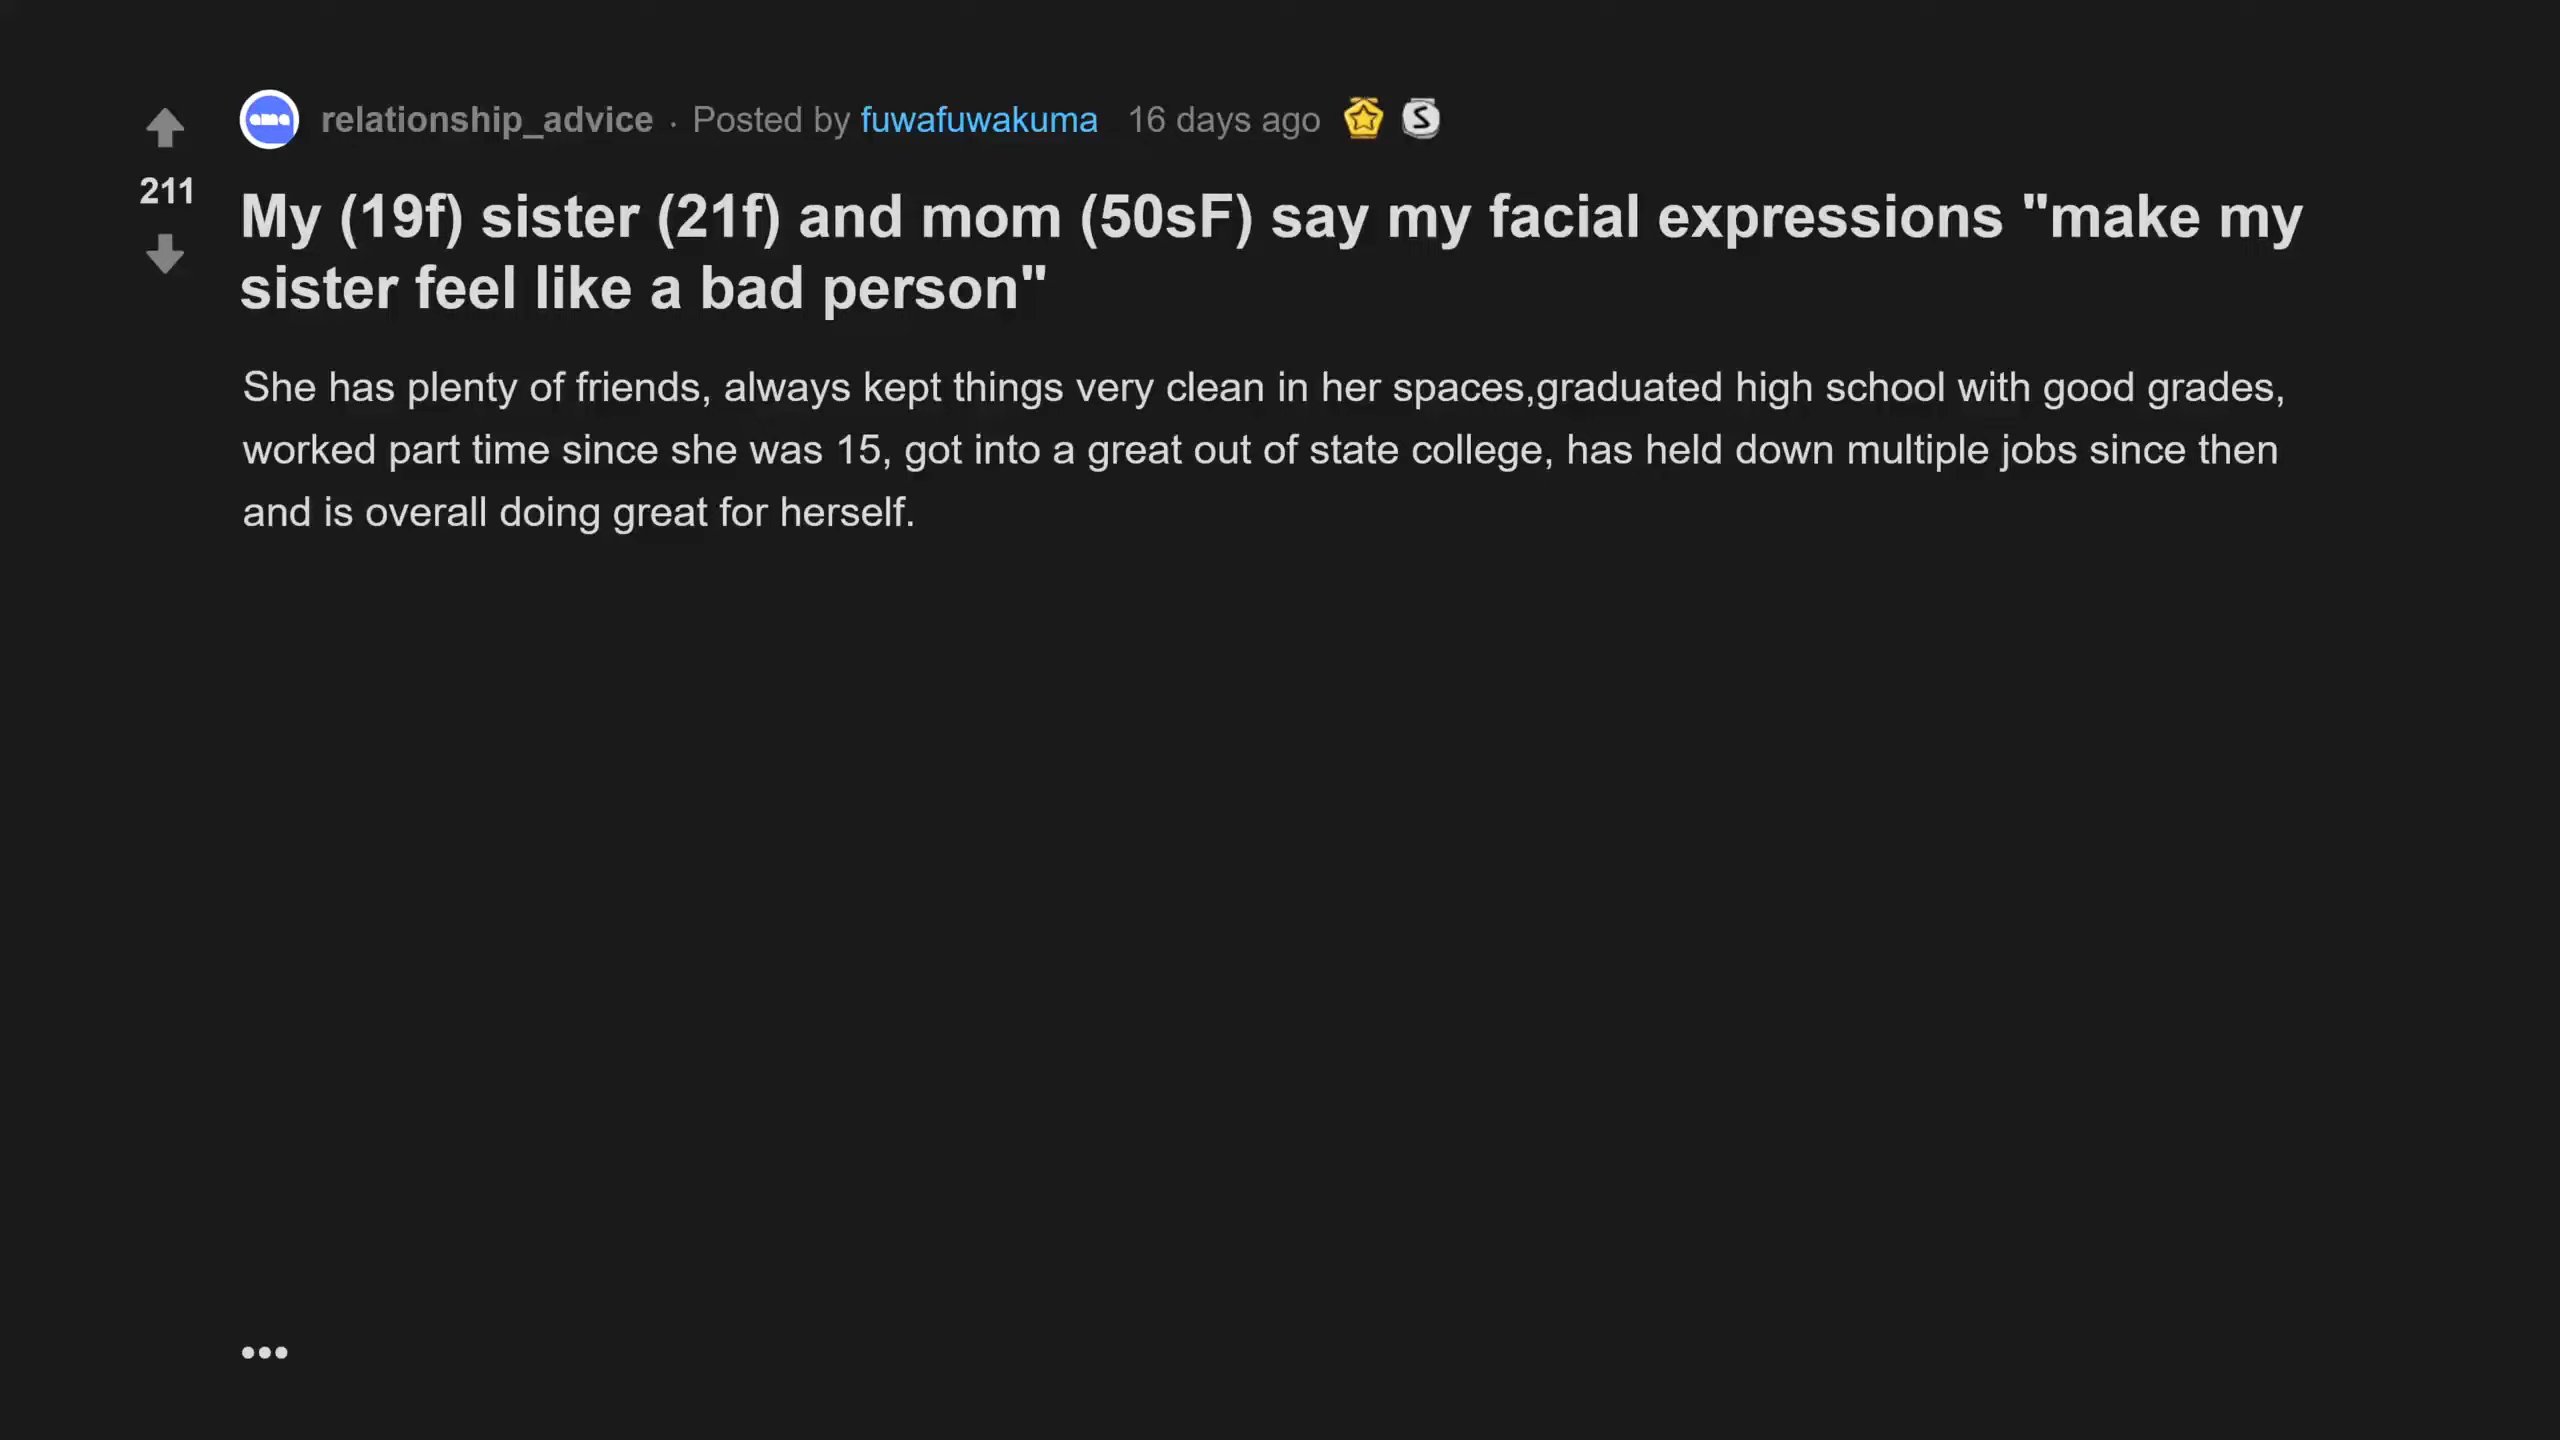 relationship_advice · Posted by fuwafuwakuma 16 days ago
211
My (19f) sister (21f) and mom (50sF) say my facial expressions "make my
sister feel like a bad person"
She has plenty of friends, always kept things very clean in her spaces,graduated high school with good grades,
worked part time since she was 15, got into a great out of state college, has held down multiple jobs since then
and is overall doing great for herself.
•••